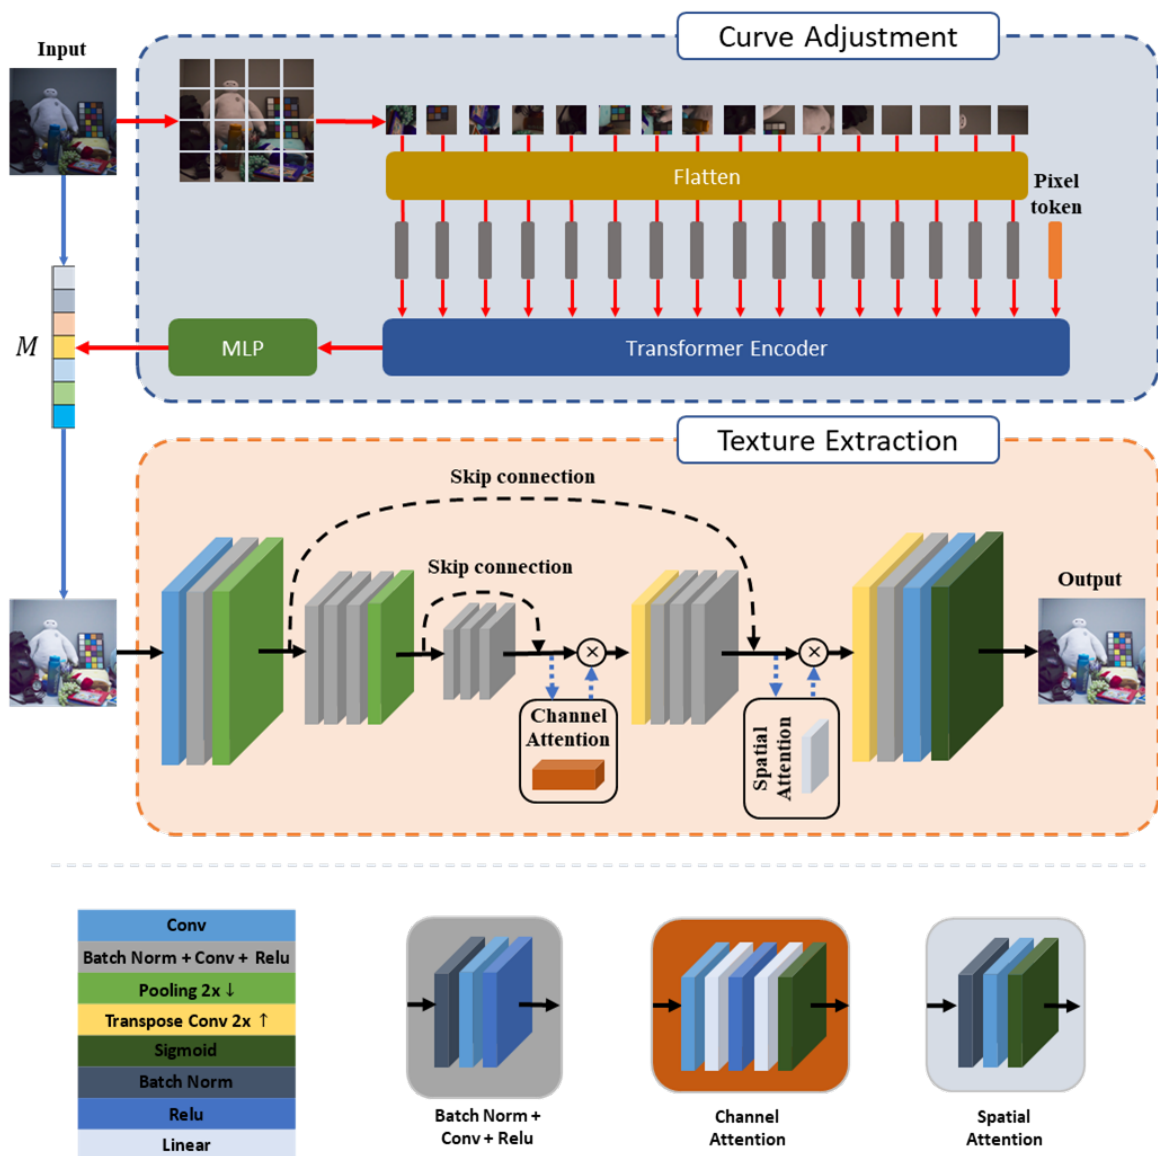 Input
Curve Adjustment
Flatten
Pixel
token
M
MLP
Transformer Encoder
Texture Extraction
Skip connection
Skip connection
Output
Channel
Attention
Spatial
Attention
Conv
Batch Norm + Conv + Relu
Pooling 2x ↓
Transpose Conv 2x ↑
Sigmoid
Batch Norm
Relu
Linear
Batch Norm +
Conv + Relu
Channel
Attention
Spatial
Attention